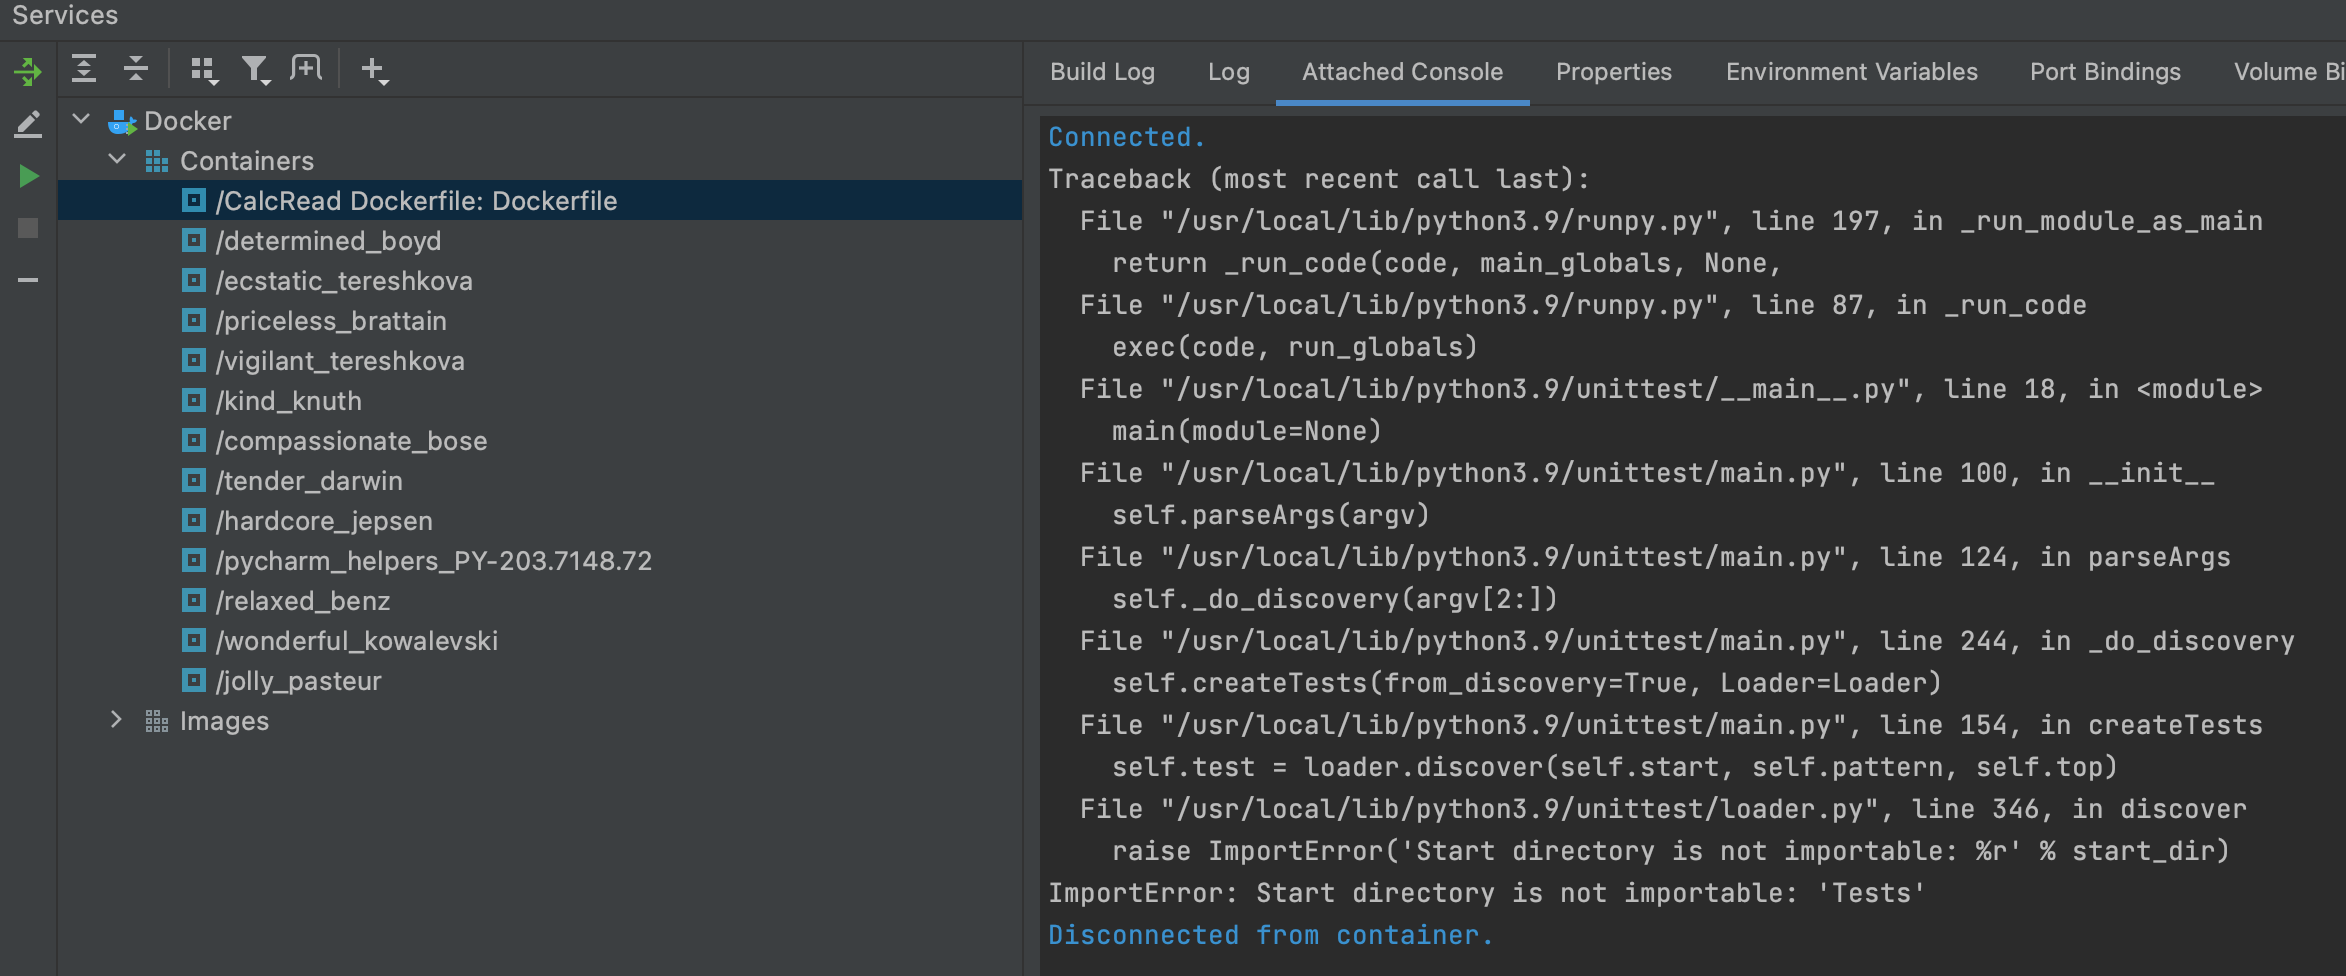 Services
Docker
Containers
/CalcRead Dockerfile: Dockerfile
/determined_boyd
/ecstatic_tereshkova
/priceless_brattain
/vigilant_tereshkova
/kind_knuth
/compassionate_bose
/tender_darwin
/hardcore_jepsen
/pycharm_helpers_PY-203.7148.72
/relaxed_benz
/wonderful_kowalevski
/jolly_pasteur
Images
Build Log Log Attached Console Properties Environment Variables Port Bindings Volume Bi
Connected.
Traceback (most recent call last):
  File "/usr/local/lib/python3.9/runpy.py", line 197, in _run_module_as_main
    return _run_code(code, main_globals, None,
  File "/usr/local/lib/python3.9/runpy.py", line 87, in _run_code
    exec(code, run_globals)
  File "/usr/local/lib/python3.9/unittest/__main__.py", line 18, in <module>
    main(module=None)
  File "/usr/local/lib/python3.9/unittest/main.py", line 100, in __init__
    self.parseArgs(argv)
  File "/usr/local/lib/python3.9/unittest/main.py", line 124, in parseArgs
    self._do_discovery(argv[2:])
  File "/usr/local/lib/python3.9/unittest/main.py", line 244, in _do_discovery
    self.createTests(from_discovery=True, Loader=Loader)
  File "/usr/local/lib/python3.9/unittest/main.py", line 154, in createTests
    self.test = loader.discover(self.start, self.pattern, self.top)
  File "/usr/local/lib/python3.9/unittest/loader.py", line 346, in discover
    raise ImportError('Start directory is not importable: %r' % start_dir)
ImportError: Start directory is not importable: 'Tests'
Disconnected from container.